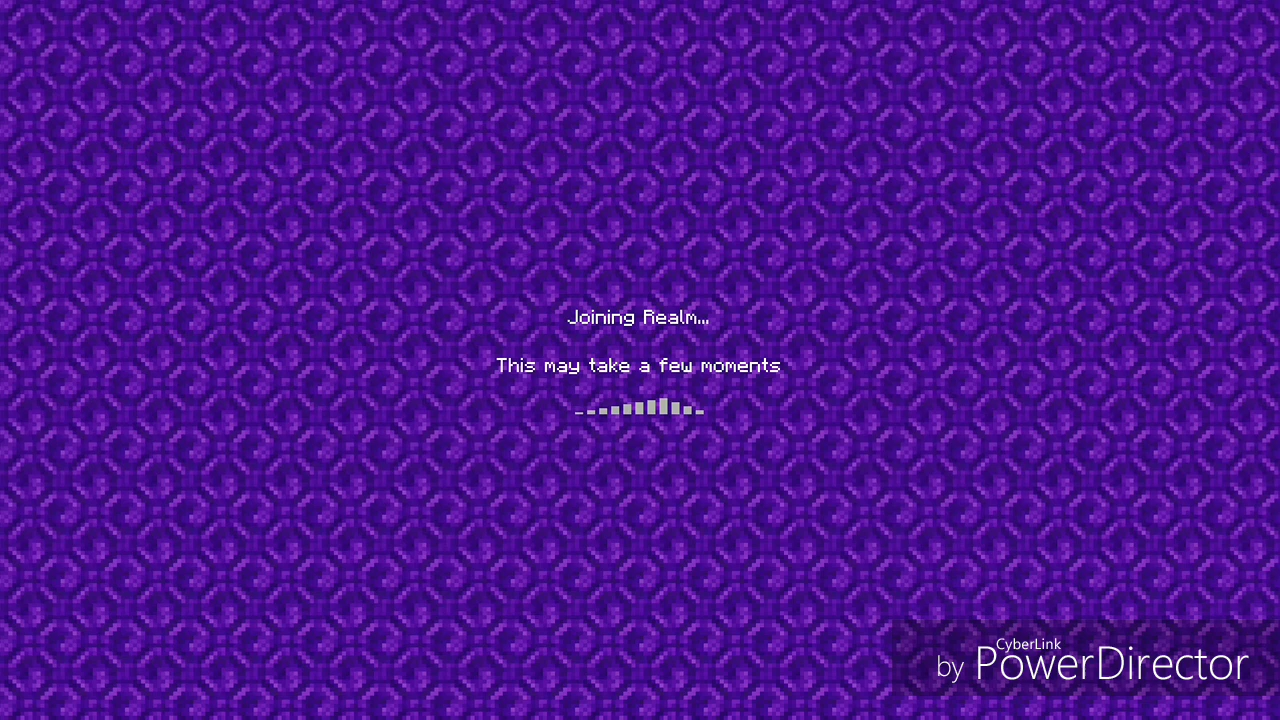 Joining Realm...
This may take a few moments
CyberLink
by PowerDirector